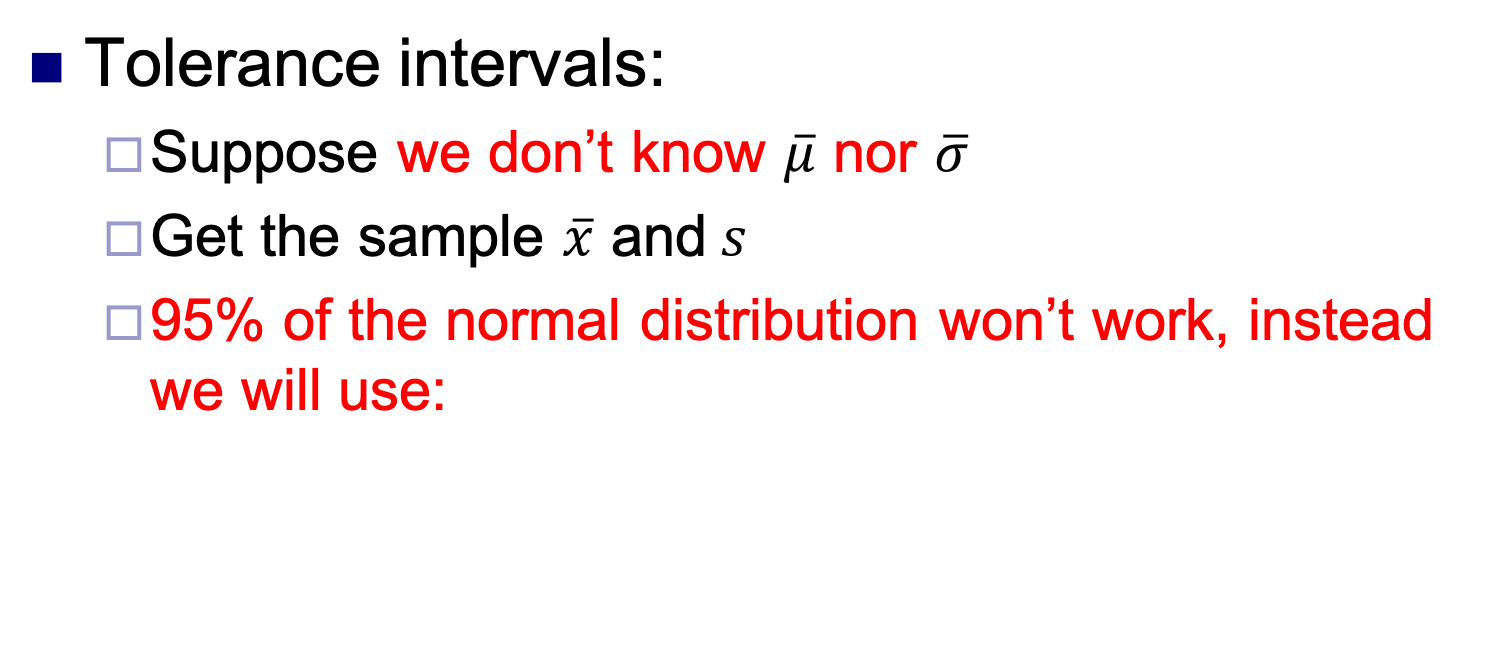 Tolerance intervals:
Suppose we don’t know μ̄ nor σ̄
Get the sample x̄ and s
95% of the normal distribution won’t work, instead
we will use: